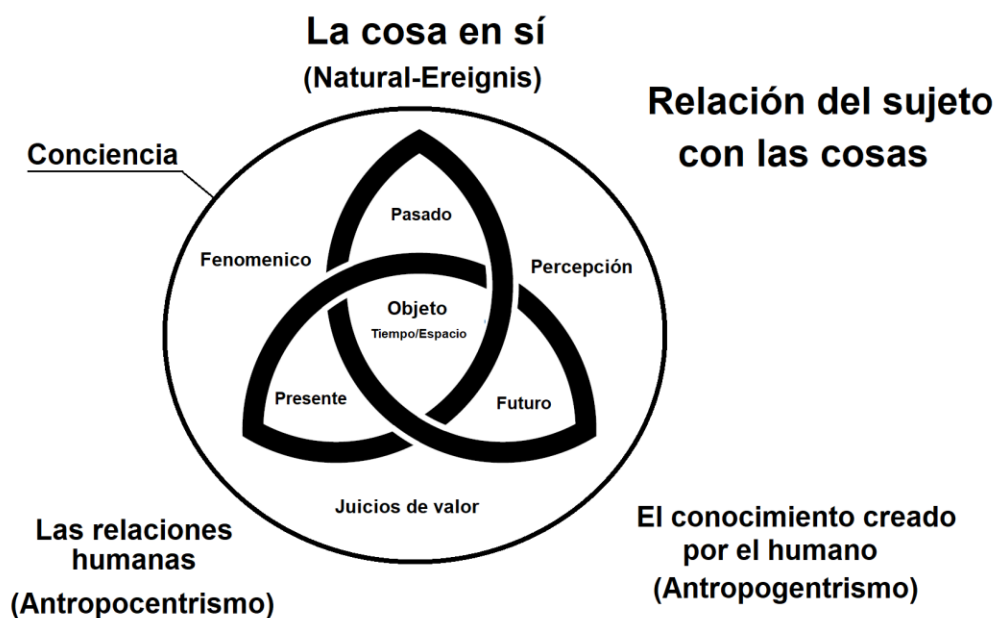 La cosa en sí
(Natural-Ereignis)
Relación del sujeto
con las cosas
Conciencia
Pasado
Fenomenico
Percepción
Objeto
Tiempo/Espacio
Presente
Futuro
Juicios de valor
Las relaciones
humanas
(Antropocentrismo)
El conocimiento creado
por el humano
(Antropogentrismo)